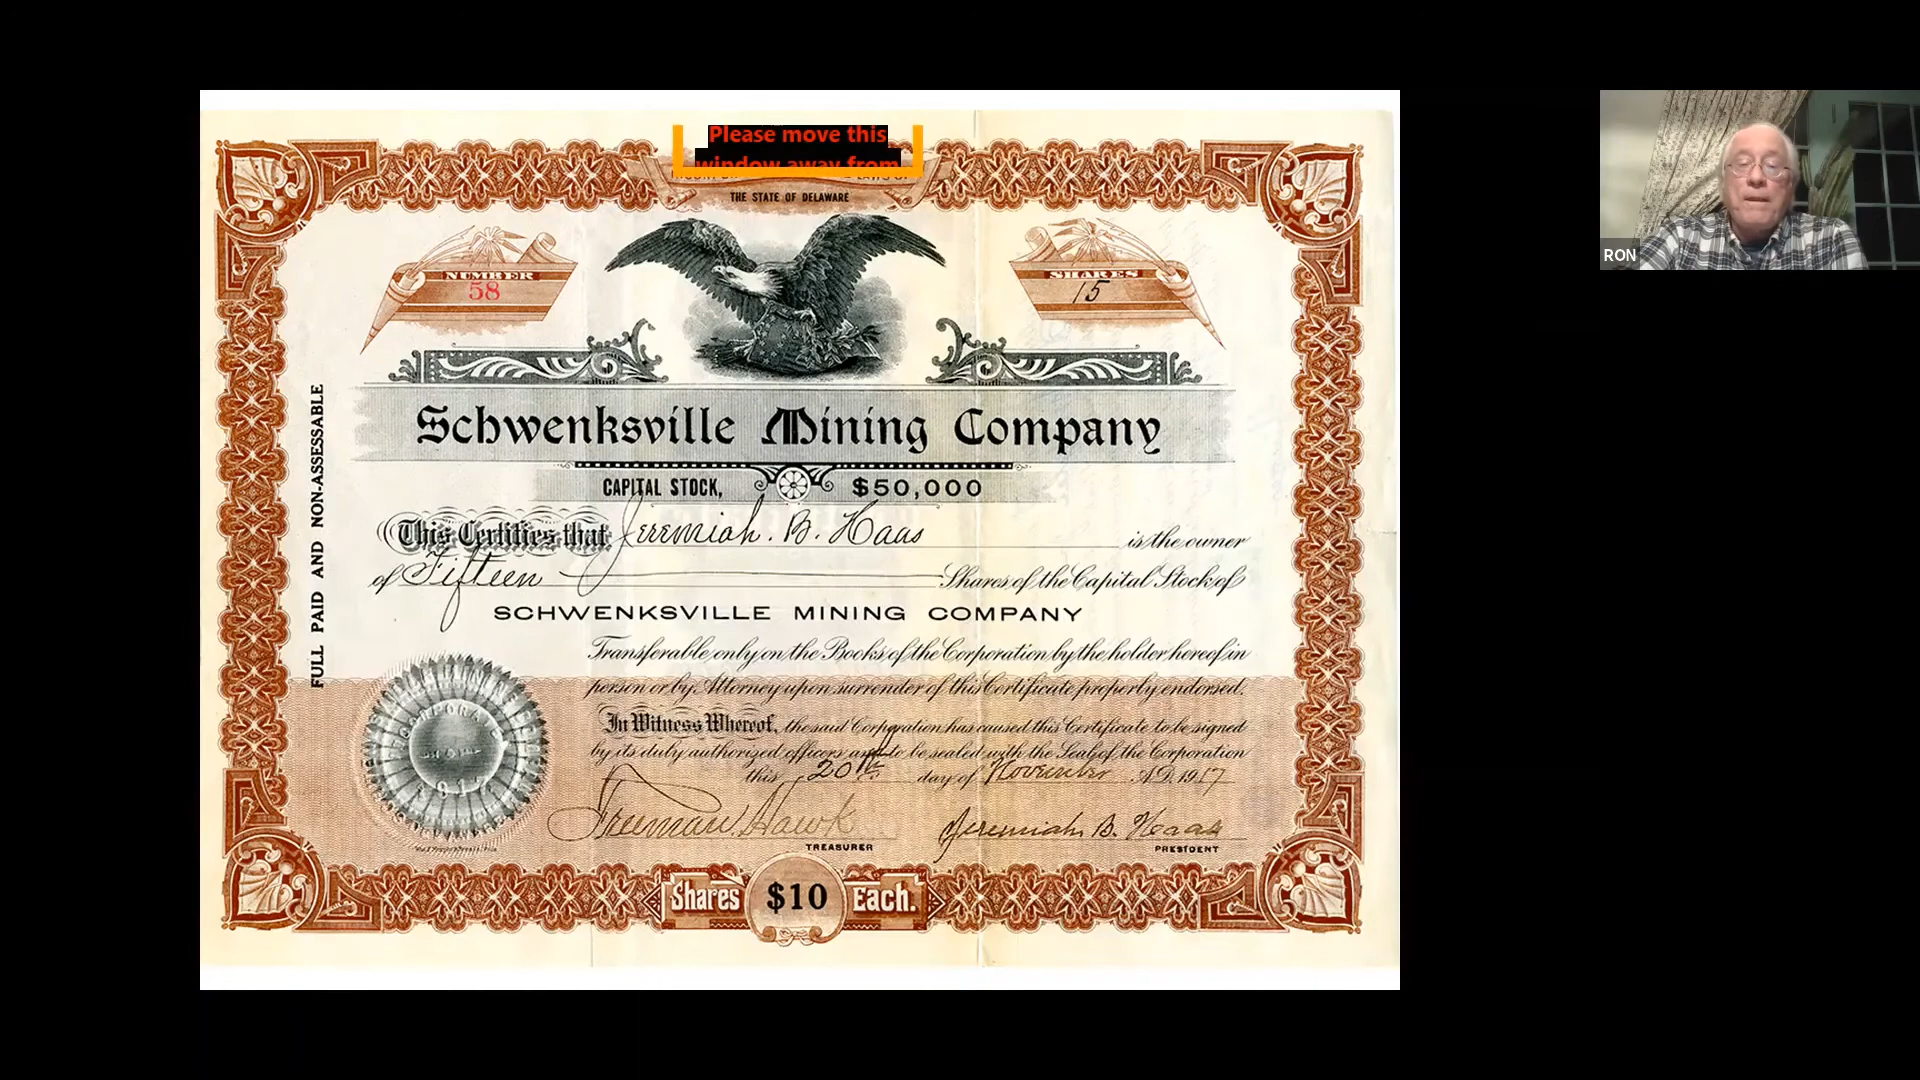 Please move this
window away from
THE STATE OF DELAWARE
NUMBER
58
SHARES
15
Schwenksville Mining Company
CAPITAL STOCK, $50,000
This Certifies that Jeremiah. B. Haas is the owner
of Fifteen Shares of the Capital Stock of
SCHWENKSVILLE MINING COMPANY
Transferable only on the Books of the Corporation by the holder hereof in
person or by Attorney upon surrender of this Certificate properly endorsed.
In Witness Whereof, the said Corporation has caused this Certificate to be signed
by its duly authorized officers and to be sealed with the Seal of the Corporation
this 20th day of November A.D. 1917
Freeman Hawk
TREASURER
Jeremiah B. Haas
PRESIDENT
Shares $10 Each.
FULL PAID AND NON-ASSESSABLE
RON